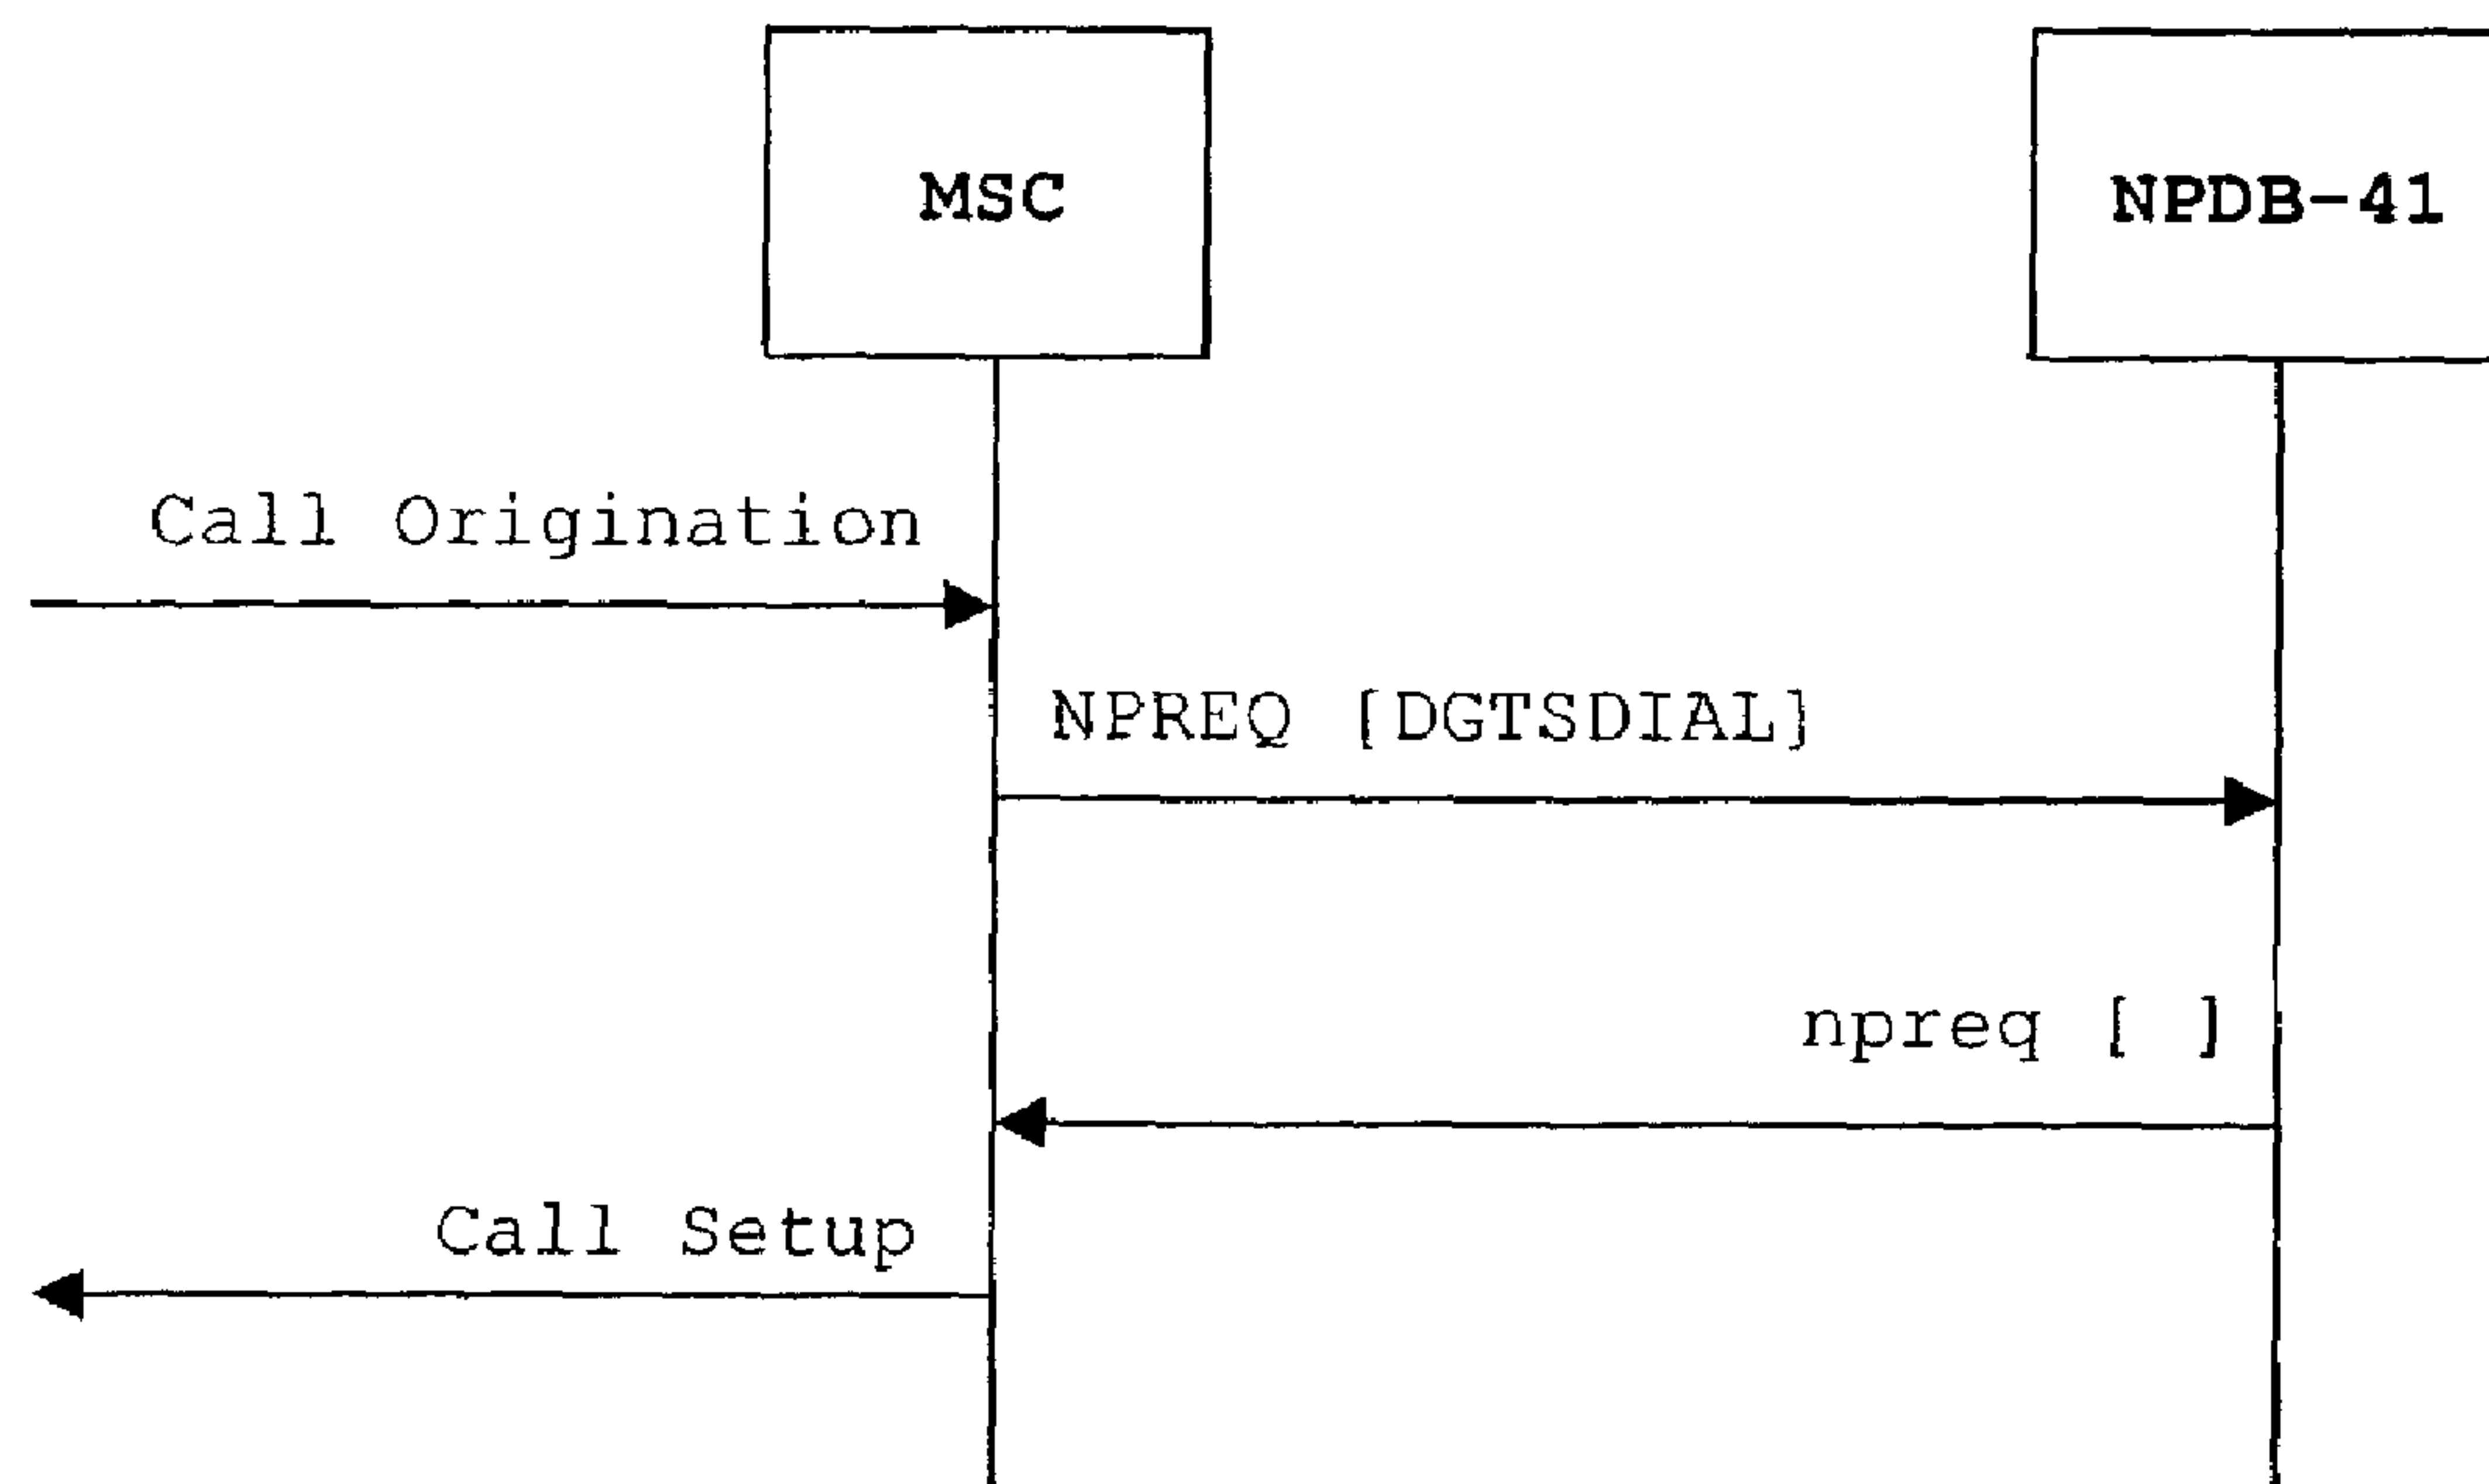 MSC
NPDB-41
Call Origination
NPREQ [DGTSDIAL]
npreq [ ]
Call Setup